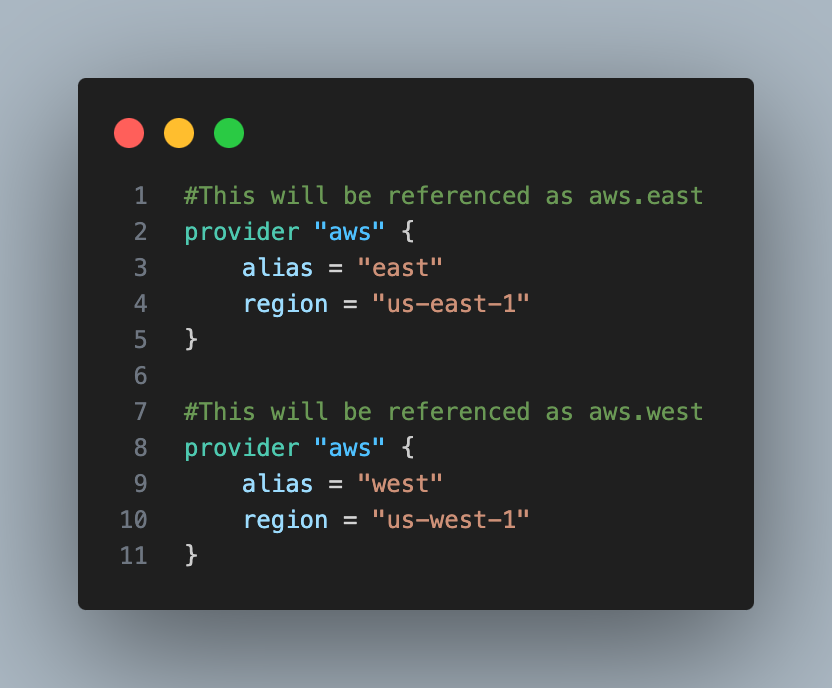 1 #This will be referenced as aws.east
2 provider "aws" {
3     alias = "east"
4     region = "us-east-1"
5 }
6
7 #This will be referenced as aws.west
8 provider "aws" {
9     alias = "west"
10     region = "us-west-1"
11 }